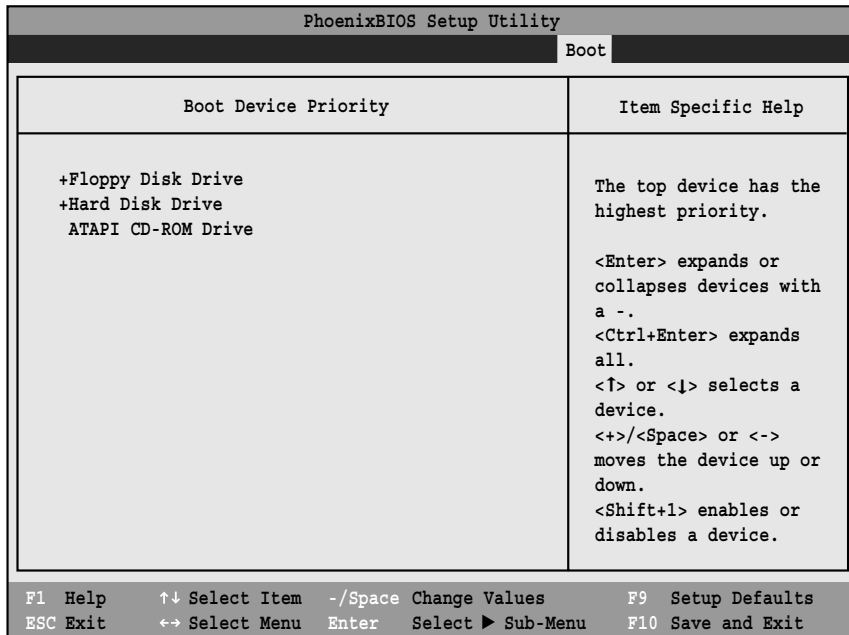 PhoenixBIOS Setup Utility
Boot
Boot Device Priority
+Floppy Disk Drive
+Hard Disk Drive
ATAPI CD-ROM Drive
Item Specific Help
The top device has the
highest priority.
<Enter> expands or
collapses devices with
a -.
<Ctrl+Enter> expands
all.
<↑> or <↓> selects a
device.
<+>/<Space> or <->
moves the device up or
down.
<Shift+1> enables or
disables a device.
F1 Help ↑↓ Select Item -/Space Change Values F9 Setup Defaults
ESC Exit ←→ Select Menu Enter Select ▶ Sub-Menu F10 Save and Exit